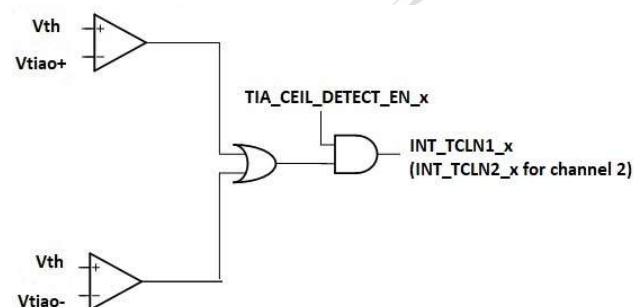 Vth
+
Vtiao+
−
TIA_CEIL_DETECT_EN_x
INT_TCLN1_x
(INT_TCLN2_x for channel 2)
Vth
+
Vtiao-
−